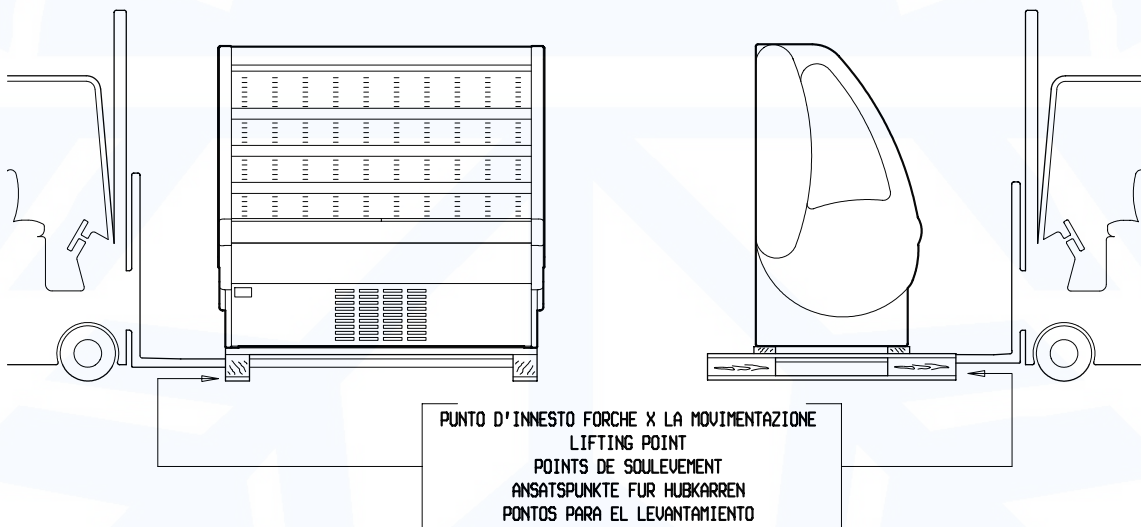 PUNTO D'INNESTO FORCHE X LA MOVIMENTAZIONE
LIFTING POINT
POINTS DE SOULEVEMENT
ANSATSPUNKTE FUR HUBKARREN
PONTOS PARA EL LEVANTAMIENTO